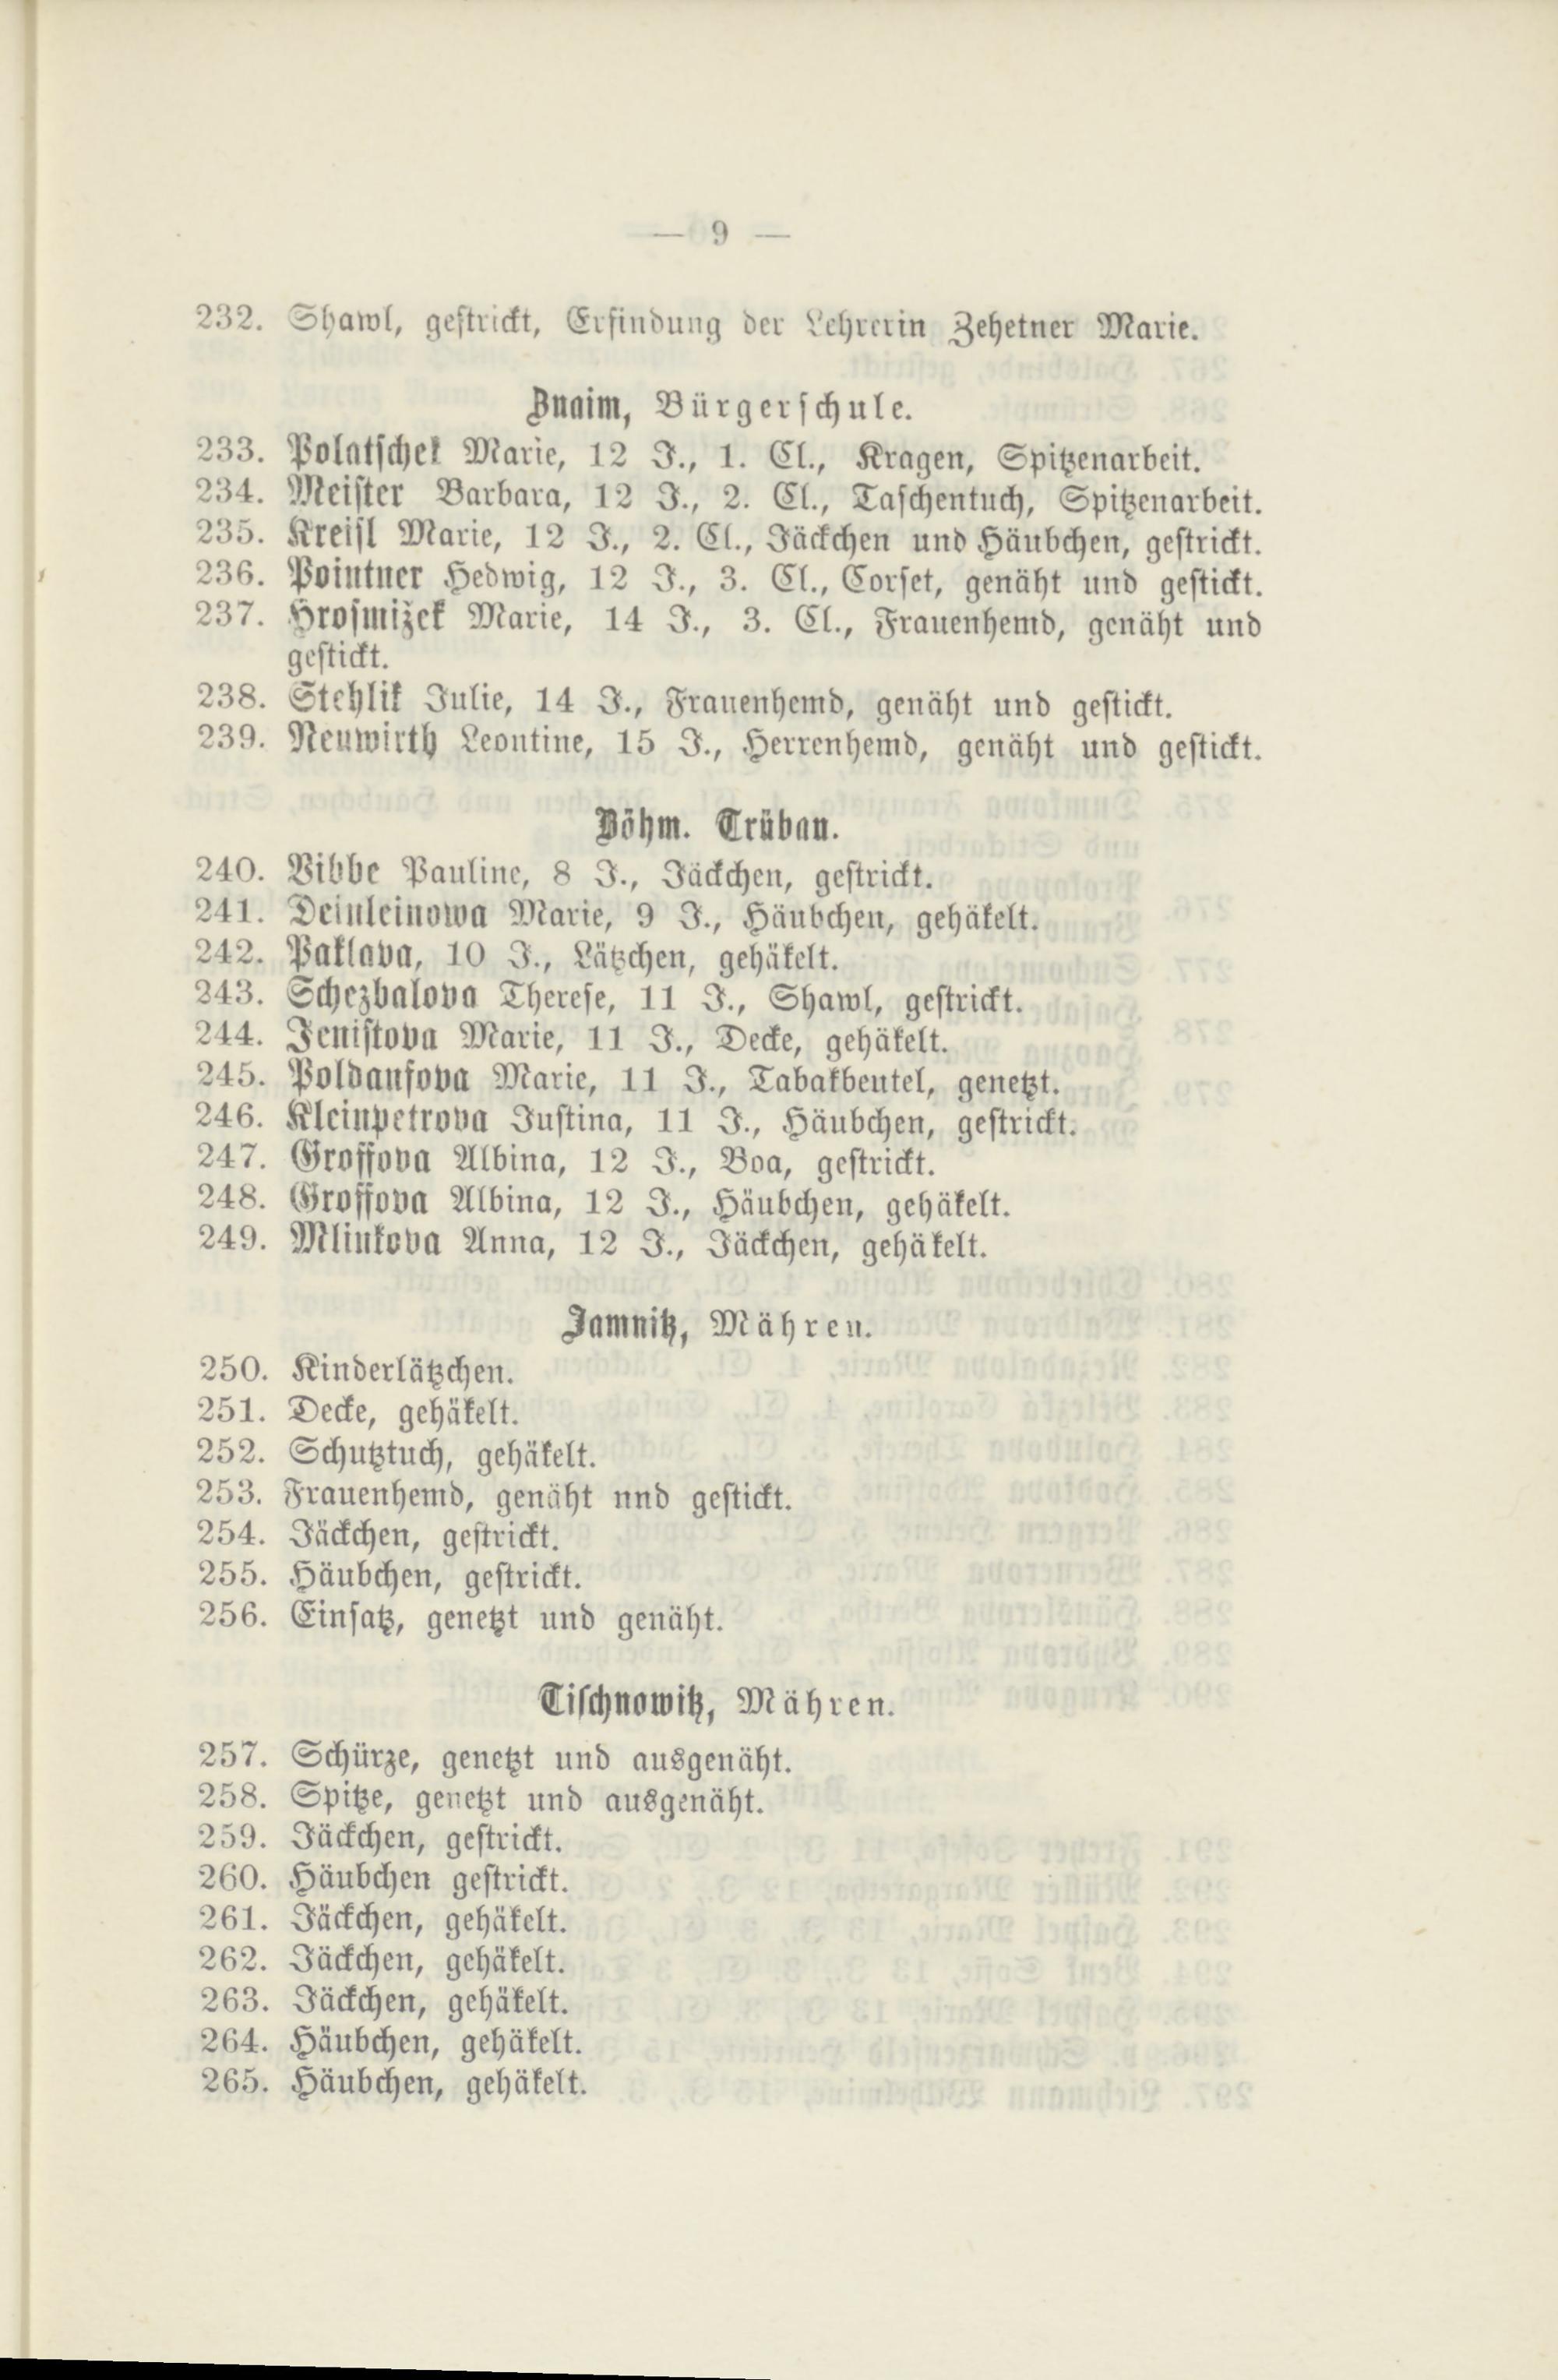 — 9 —
232. Shawl, gestrickt, Erfindung der Lehrerin Zehetner Marie.
Znaim, Bürgerschule.
233. Polatschek Marie, 12 J., 1. Cl., Kragen, Spitzenarbeit.
234. Meister Barbara, 12 J., 2. Cl., Taschentuch, Spitzenarbeit.
235. Kreisl Marie, 12 J., 2. Cl., Jäckchen und Häubchen, gestrickt.
236. Pointner Hedwig, 12 J., 3. Cl., Corset, genäht und gestickt.
237. Hrosmižek Marie, 14 J., 3. Cl., Frauenhemd, genäht und
gestickt.
238. Stehlik Julie, 14 J., Frauenhemd, genäht und gestickt.
239. Neuwirth Leontine, 15 J., Herrenhemd, genäht und gestickt.
Böhm. Trübau.
240. Vibbe Pauline, 8 J., Jäckchen, gestrickt.
241. Deinleinowa Marie, 9 J., Häubchen, gehäkelt.
242. Paklava, 10 J., Lätzchen, gehäkelt.
243. Schezbalova Therese, 11 J., Shawl, gestrickt.
244. Jenistova Marie, 11 J., Decke, gehäkelt.
245. Poldaufova Marie, 11 J., Tabakbeutel, genetzt.
246. Kleinpetrova Justina, 11 J., Häubchen, gestrickt.
247. Groffova Albina, 12 J., Boa, gestrickt.
248. Groffova Albina, 12 J., Häubchen, gehäkelt.
249. Mlinkova Anna, 12 J., Jäckchen, gehäkelt.
Jamnitz, Mähren.
250. Kinderlätzchen.
251. Decke, gehäkelt.
252. Schutztuch, gehäkelt.
253. Frauenhemd, genäht nnd gestickt.
254. Jäckchen, gestrickt.
255. Häubchen, gestrickt.
256. Einsatz, genetzt und genäht.
Tischnowitz, Mähren.
257. Schürze, genetzt und ausgenäht.
258. Spitze, genetzt und ausgenäht.
259. Jäckchen, gestrickt.
260. Häubchen gestrickt.
261. Jäckchen, gehäkelt.
262. Jäckchen, gehäkelt.
263. Jäckchen, gehäkelt.
264. Häubchen, gehäkelt.
265. Häubchen, gehäkelt.